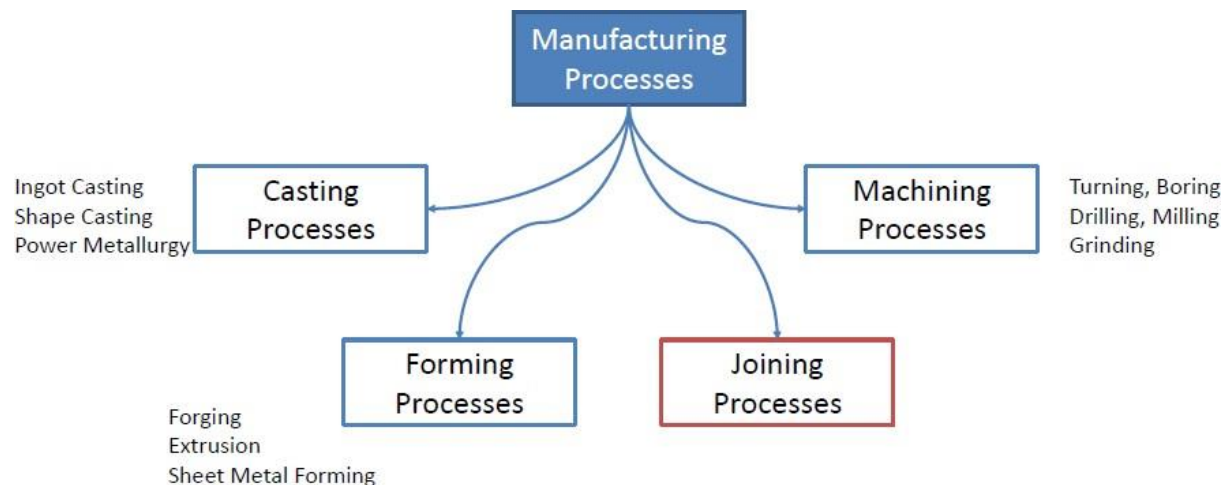 Manufacturing
Processes
Ingot Casting
Shape Casting
Power Metallurgy
Casting
Processes
Machining
Processes
Turning, Boring
Drilling, Milling
Grinding
Forming
Processes
Forging
Extrusion
Sheet Metal Forming
Joining
Processes